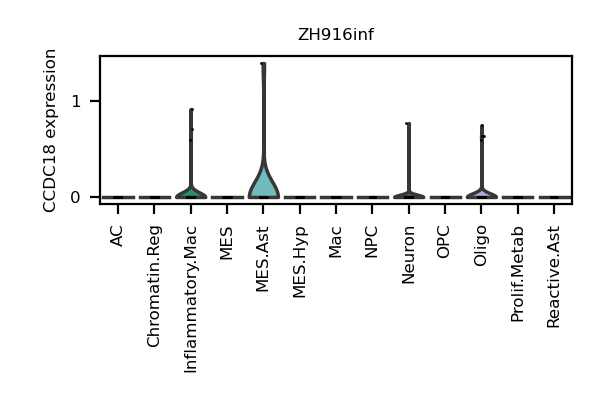 ZH916inf
CCDC18 expression
1
0
AC
Chromatin.Reg
Inflammatory.Mac
MES
MES.Ast
MES.Hyp
Mac
NPC
Neuron
OPC
Oligo
Prolif.Metab
Reactive.Ast